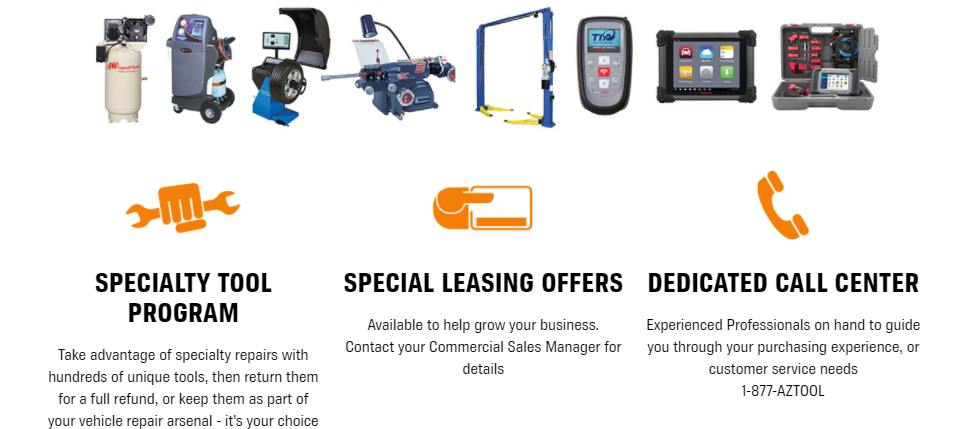 SPECIALTY TOOL
PROGRAM
Take advantage of specialty repairs with
hundreds of unique tools, then return them
for a full refund, or keep them as part of
your vehicle repair arsenal - it's your choice
SPECIAL LEASING OFFERS
Available to help grow your business.
Contact your Commercial Sales Manager for
details
DEDICATED CALL CENTER
Experienced Professionals on hand to guide
you through your purchasing experience, or
customer service needs
1-877-AZTOOL